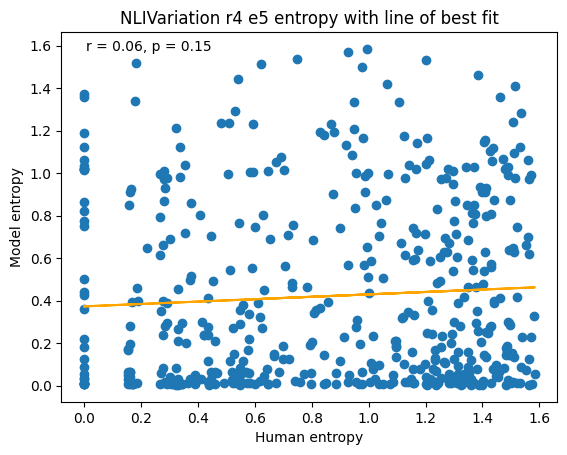 NLIVariation r4 e5 entropy with line of best fit
r = 0.06, p = 0.15
Model entropy
1.6
1.4
1.2
1.0
0.8
0.6
0.4
0.2
0.0
0.0 0.2 0.4 0.6 0.8 1.0 1.2 1.4 1.6
Human entropy